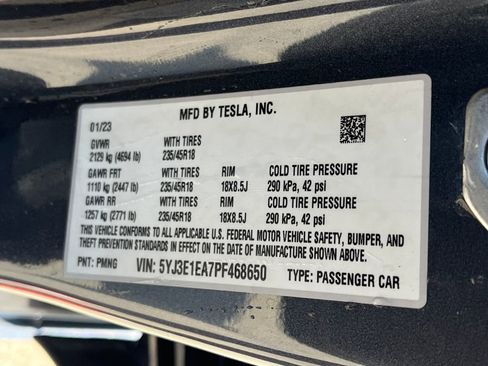 MFD BY TESLA, INC.
01/23
GVWR WITH TIRES
2129 kg (4694 lb) 235/45R18
GAWR FRT WITH TIRES RIM COLD TIRE PRESSURE
1110 kg (2447 lb) 235/45R18 18X8.5J 290 kPa, 42 psi
GAWR RR WITH TIRES RIM COLD TIRE PRESSURE
1257 kg (2771 lb) 235/45R18 18X8.5J 290 kPa, 42 psi
THIS VEHICLE CONFORMS TO ALL APPLICABLE U.S. FEDERAL MOTOR VEHICLE SAFETY, BUMPER, AND
THEFT PREVENTION STANDARDS IN EFFECT ON THE DATE OF MANUFACTURE SHOWN ABOVE.
PNT: PMNG VIN: 5YJ3E1EA7PF468650 TYPE: PASSENGER CAR